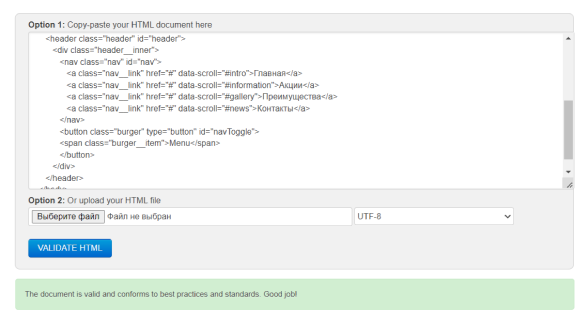 Option 1: Copy-paste your HTML document here
<header class="header" id="header">
<div class="header__inner">
<nav class="nav" id="nav">
<a class="nav__link" href="#" data-scroll="#intro">Главная</a>
<a class="nav__link" href="#" data-scroll="#information">Акции</a>
<a class="nav__link" href="#" data-scroll="#gallery">Преимущества</a>
<a class="nav__link" href="#" data-scroll="#news">Контакты</a>
</nav>
<button class="burger" type="button" id="navToggle">
<span class="burger__item">Menu</span>
</button>
</div>
</header>
Option 2: Or upload your HTML file
Выберите файл Файл не выбран UTF-8
VALIDATE HTML
The document is valid and conforms to best practices and standards. Good job!